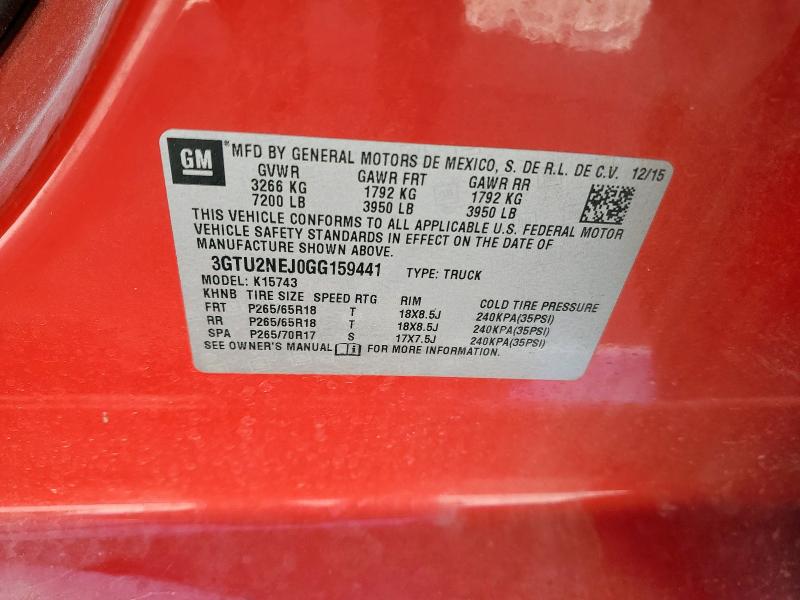 GM *MFD BY GENERAL MOTORS DE MEXICO, S. DE R.L. DE C.V. 12/15
GVWR GAWR FRT GAWR RR
3266 KG 1792 KG 1792 KG
7200 LB 3950 LB 3950 LB
THIS VEHICLE CONFORMS TO ALL APPLICABLE U.S. FEDERAL MOTOR
VEHICLE SAFETY STANDARDS IN EFFECT ON THE DATE OF
MANUFACTURE SHOWN ABOVE.
3GTU2NEJ0GG159441 TYPE: TRUCK
MODEL: K15743
KHNB TIRE SIZE SPEED RTG RIM COLD TIRE PRESSURE
FRT P265/65R18 T 18X8.5J 240KPA(35PSI)
RR P265/65R18 T 18X8.5J 240KPA(35PSI)
SPA P265/70R17 S 17X7.5J 240KPA(35PSI)
SEE OWNER'S MANUAL FOR MORE INFORMATION.